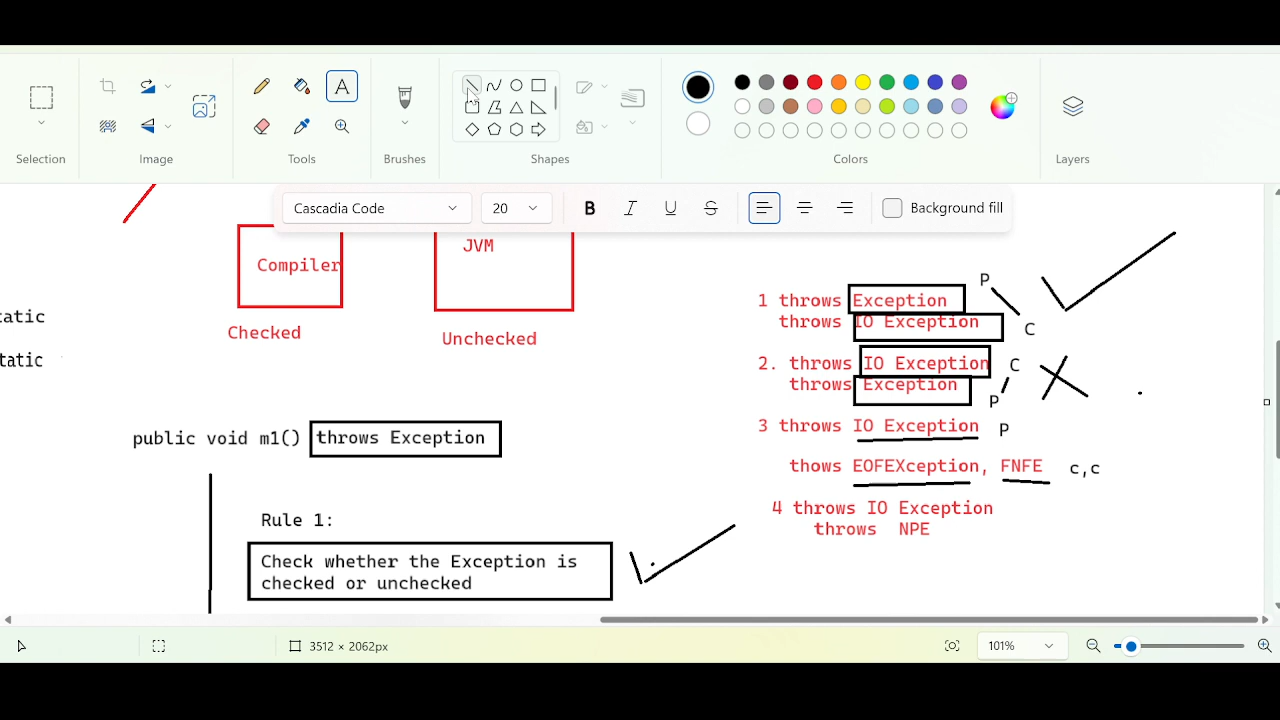 Selection
Image
Tools
Brushes
Shapes
Colors
Layers
Cascadia Code
20
B I U S
Background fill
JVM
Compiler
Checked
Unchecked
tatic
tatic
public void m1() throws Exception
Rule 1:
Check whether the Exception is
checked or unchecked
P
1 throws Exception
throws IO Exception
C
2. throws IO Exception C
throws Exception
P
3 throws IO Exception P
thows EOFEXception, FNFE c,c
4 throws IO Exception
throws NPE
3512 × 2062px
101%